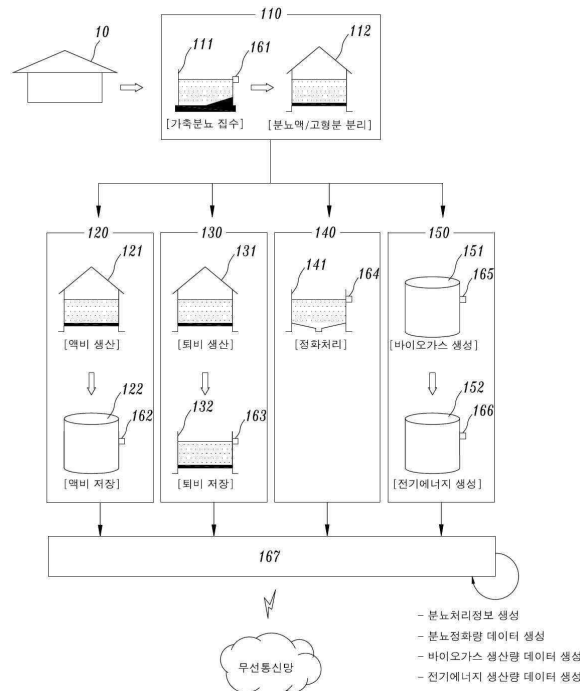 110
10
111
161
112
[가축분뇨 집수]
[분뇨액/고형분 분리]
120
130
140
150
121
131
141
164
151
165
[액비 생산]
[퇴비 생산]
[정화처리]
[바이오가스 생성]
122
162
132
163
152
166
[액비 저장]
[퇴비 저장]
[전기에너지 생성]
167
무선통신망
- 분뇨처리정보 생성
- 분뇨정화량 데이터 생성
- 바이오가스 생산량 데이터 생성
- 전기에너지 생산량 데이터 생성